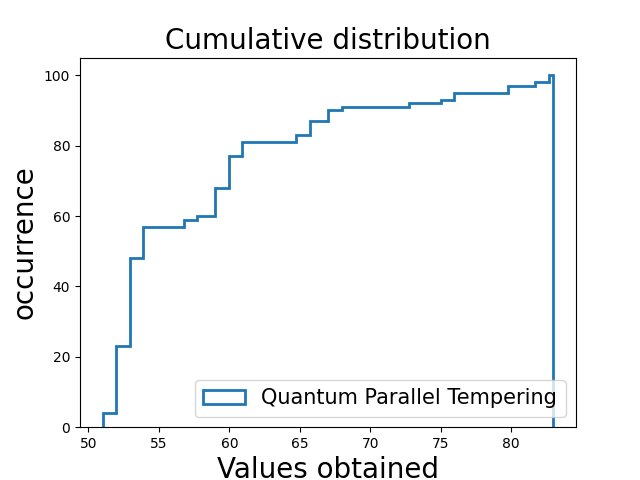 Cumulative distribution
100
80
60
40
20
0
occurrence
Quantum Parallel Tempering
50 55 60 65 70 75 80
Values obtained